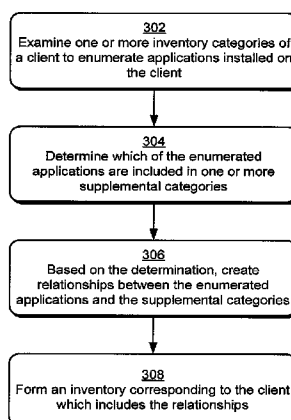 302
Examine one or more inventory categories of
a client to enumerate applications installed on
the client
304
Determine which of the enumerated
applications are included in one or more
supplemental categories
306
Based on the determination, create
relationships between the enumerated
applications and the supplemental categories
308
Form an inventory corresponding to the client
which includes the relationships